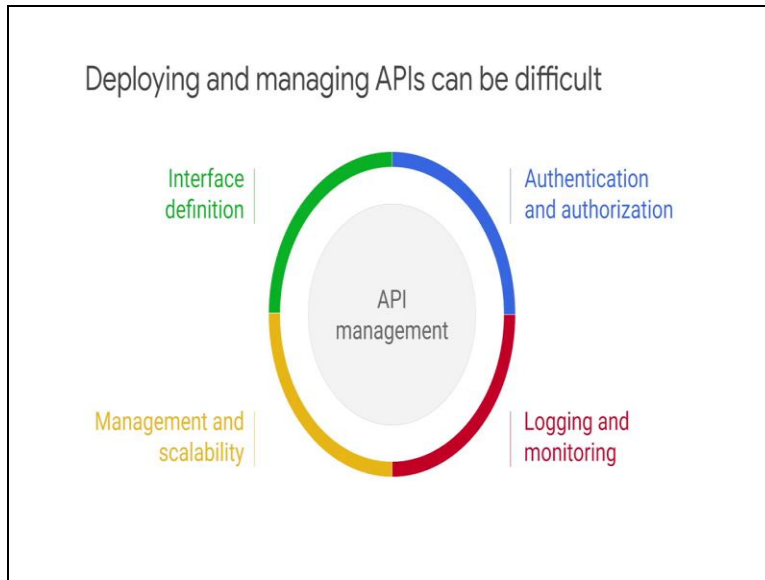 Deploying and managing APIs can be difficult
Interface
definition
Authentication
and authorization
API
management
Management and
scalability
Logging and
monitoring